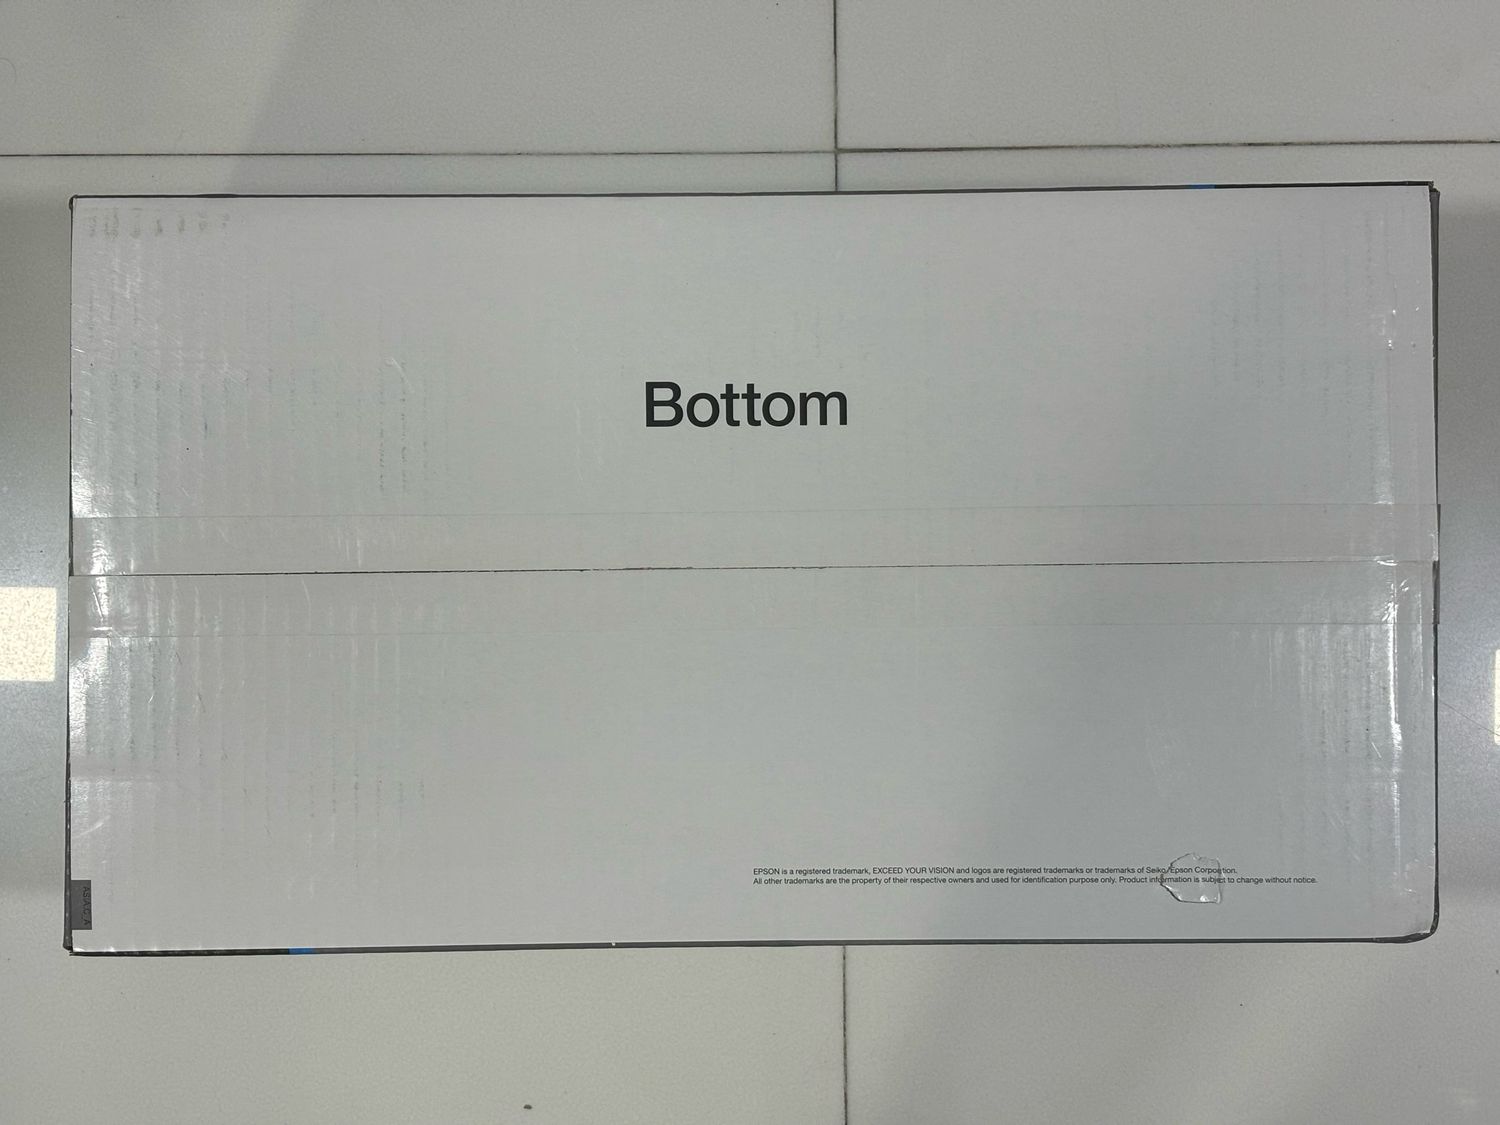 Bottom
EPSON is a registered trademark, EXCEED YOUR VISION and logos are registered trademarks or trademarks of Seiko Epson Corportion.
All other trademarks are the property of their respective owners and used for identification purpose only. Product information is subject to change without notice.